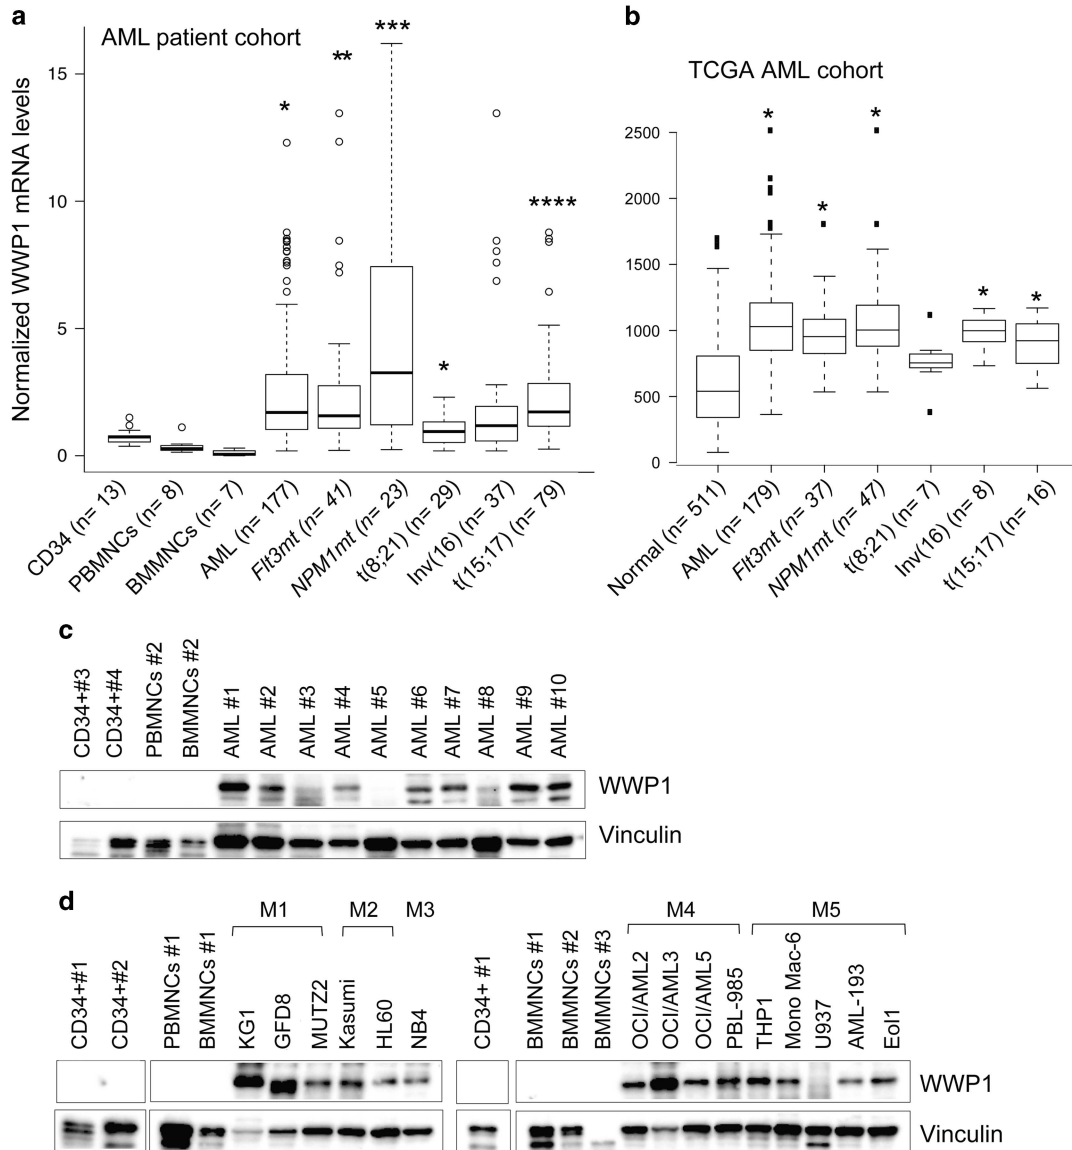 a
AML patient cohort
Normalized WWP1 mRNA levels
15
10
5
0
*
**
***
*
****
CD34 (n= 13)
PBMNCs (n= 8)
BMMNCs (n= 7)
AML (n= 177)
Flt3mt (n= 41)
NPM1mt (n= 23)
t(8;21) (n= 29)
Inv(16) (n= 37)
t(15;17) (n= 79)
b
TCGA AML cohort
2500
2000
1500
1000
500
0
*
*
*
*
*
Normal (n= 511)
AML (n= 179)
Flt3mt (n= 37)
NPM1mt (n= 47)
t(8;21) (n= 7)
Inv(16) (n= 8)
t(15;17) (n= 16)
c
CD34+#3
CD34+#4
PBMNCs #2
BMMNCs #2
AML #1
AML #2
AML #3
AML #4
AML #5
AML #6
AML #7
AML #8
AML #9
AML #10
WWP1
Vinculin
d
M1
M2
M3
M4
M5
CD34+#1
CD34+#2
PBMNCs #1
BMMNCs #1
KG1
GFD8
MUTZ2
Kasumi
HL60
NB4
CD34+ #1
BMMNCs #1
BMMNCs #2
BMMNCs #3
OCI/AML2
OCI/AML3
OCI/AML5
PBL-985
THP1
Mono Mac-6
U937
AML-193
Eol1
WWP1
Vinculin